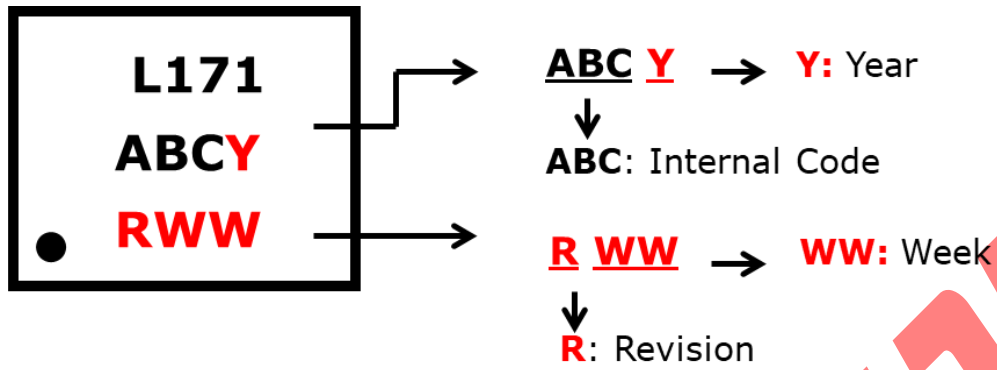 L171
ABCY
RWW
ABC Y
Y: Year
ABC: Internal Code
R WW
WW: Week
R: Revision